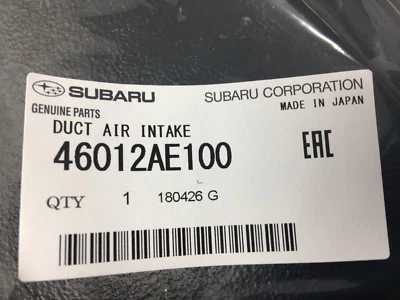 SUBARU
SUBARU CORPORATION
GENUINE PARTS
MADE IN JAPAN
DUCT AIR INTAKE
46012AE100
EAC
QTY 1 180426 G